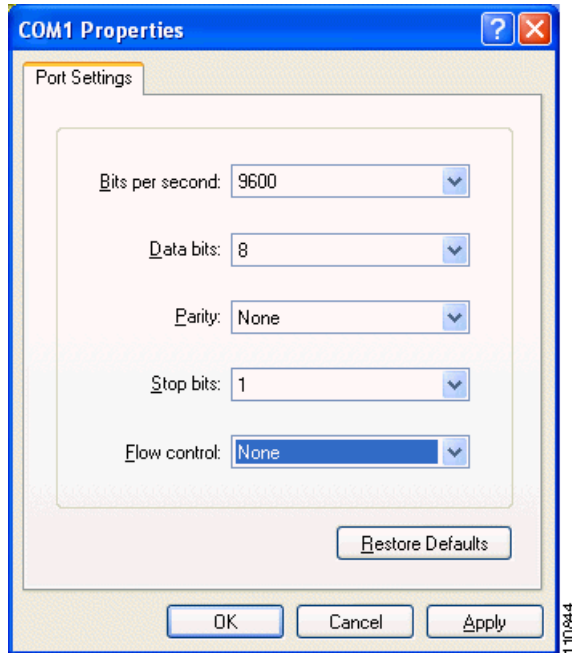 COM1 Properties
Port Settings
Bits per second: 9600
Data bits: 8
Parity: None
Stop bits: 1
Flow control: None
Restore Defaults
OK Cancel Apply
110844